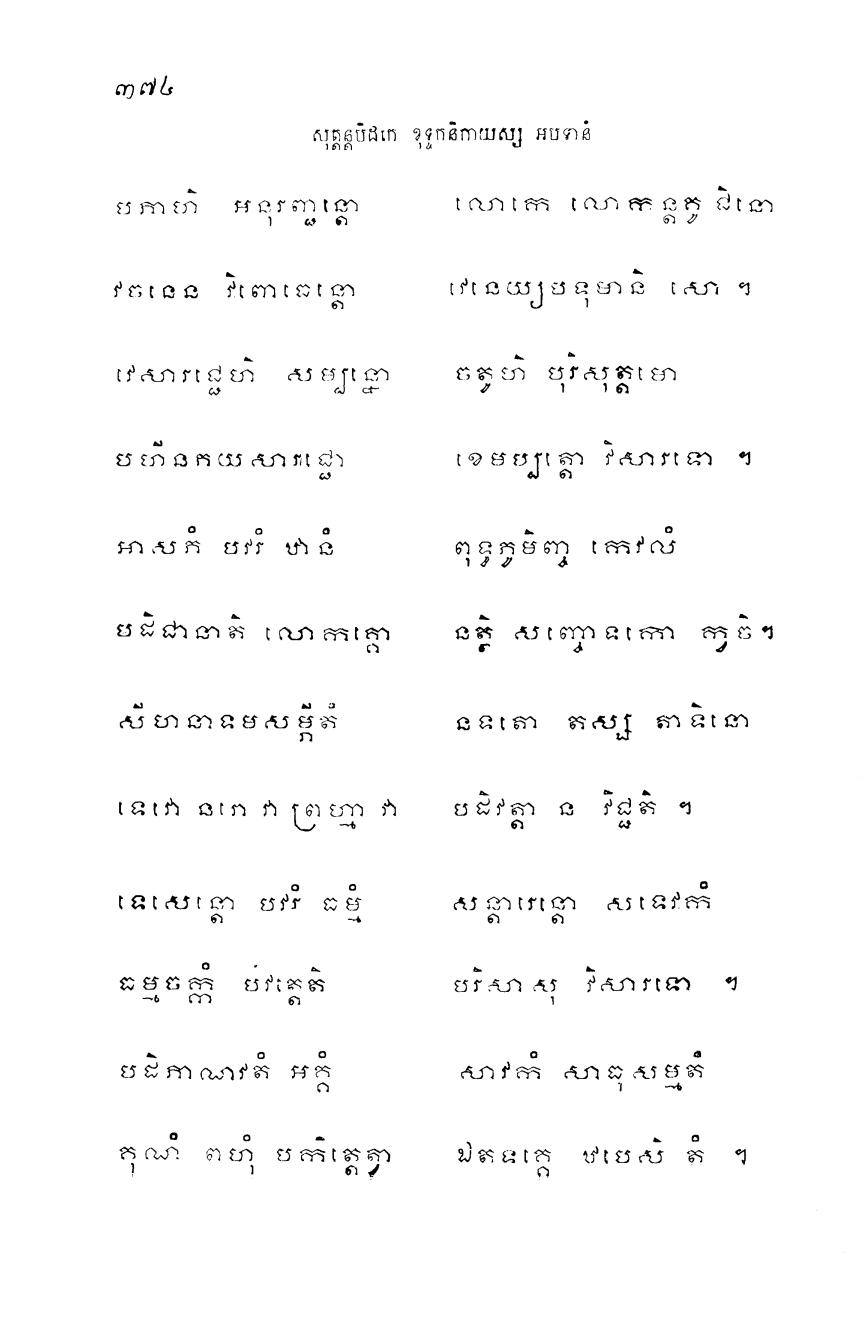 ៣៧៤
សុត្តន្តបិដកេ ខុទ្ទកនិកាយស្ស អបទានំ
បភាហិ អនុរញ្ជន្តោ លោកេ លោកន្តគូ ជិនោ
វចនេន វិពោធេន្តោ វេនេយ្យបទុមានិ សោ ។
វេសារជ្ជេហិ សម្បន្នោ ចតូហិ បុរិសុត្តមោ
បហីនភយសារជ្ជោ ខេមប្បត្តោ វិសារទោ ។
អាសភំ បវរំ ឋានំ ពុទ្ធភូមិញ្ច កេវលំ
បដិជានាតិ លោកគ្គោ នត្ថិ សញ្ចោទកោ ក្វចិ។
សីហនាទមសម្ភីតំ នទតោ តស្ស តាទិនោ
ទេវោ នរោ វា ព្រហ្មា វា បដិវត្តា ន វិជ្ជតិ ។
ទេសេន្តោ បវរំ ធម្មំ សន្តារេន្តោ សទេវកំ
ធម្មចក្កំ បវត្តេតិ បរិសាសុ វិសារទោ ។
បដិភាណវតំ អគ្គំ សាវកំ សាធុសម្មតំ
គុណំ ពហុំ បកិត្តេត្វា ឯតទគ្គេ ឋបេសិ តំ ។